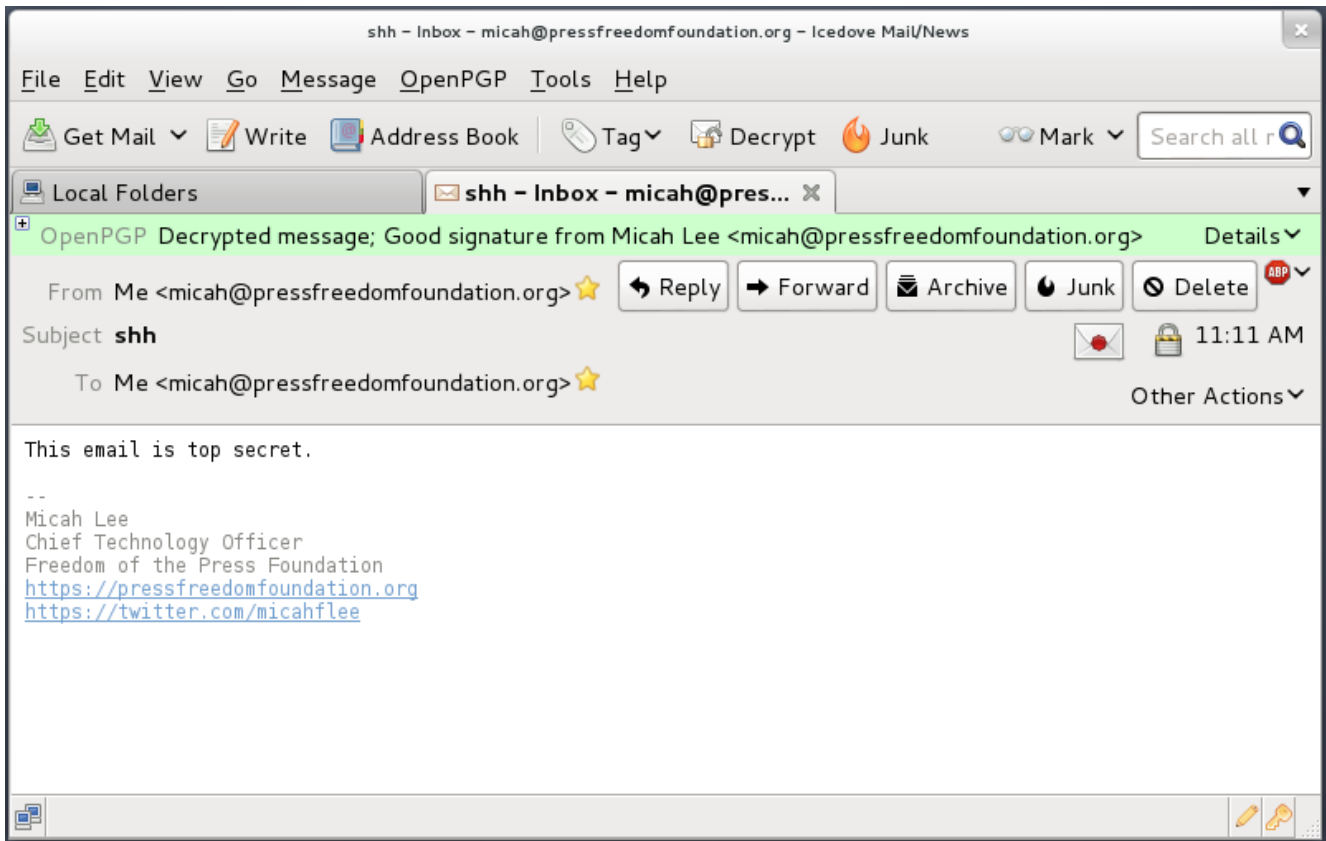 shh – Inbox – micah@pressfreedomfoundation.org – Icedove Mail/News
File Edit View Go Message OpenPGP Tools Help
Get Mail Write Address Book Tag Decrypt Junk Mark Search all r
Local Folders shh – Inbox – micah@pres...
OpenPGP Decrypted message; Good signature from Micah Lee <micah@pressfreedomfoundation.org> Details
From Me <micah@pressfreedomfoundation.org> Reply Forward Archive Junk Delete ABP
Subject shh 11:11 AM
To Me <micah@pressfreedomfoundation.org>
Other Actions
This email is top secret.
--
Micah Lee
Chief Technology Officer
Freedom of the Press Foundation
https://pressfreedomfoundation.org
https://twitter.com/micahflee